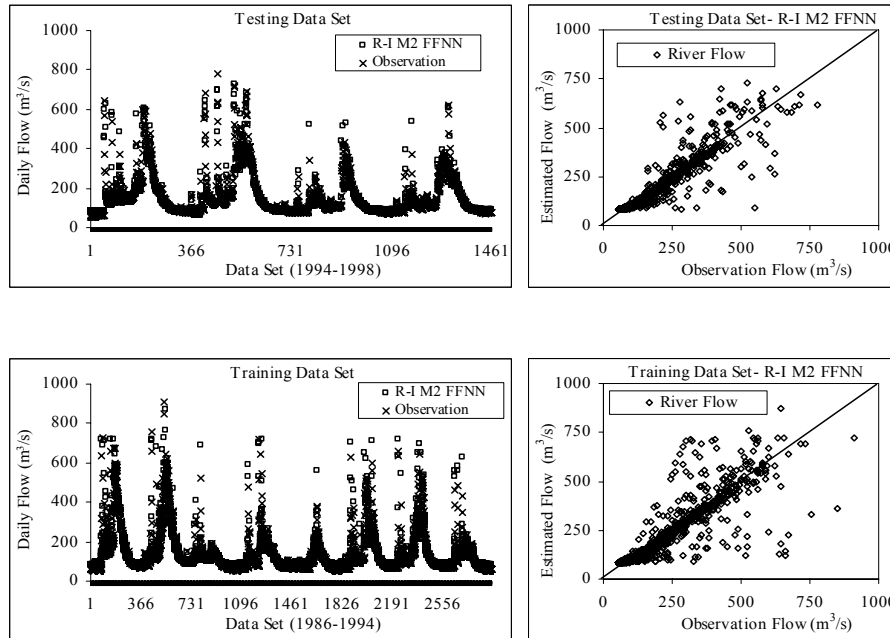 Testing Data Set
R-I M2 FFNN
Observation
Daily Flow (m³/s)
1000
800
600
400
200
0
1 366 731 1096 1461
Data Set (1994-1998)
Testing Data Set- R-I M2 FFNN
River Flow
Estimated Flow (m³/s)
1000
750
500
250
0
0 250 500 750 1000
Observation Flow (m³/s)
Training Data Set
R-I M2 FFNN
Observation
Daily Flow (m³/s)
1000
800
600
400
200
0
1 366 731 1096 1461 1826 2191 2556
Data Set (1986-1994)
Training Data Set- R-I M2 FFNN
River Flow
Estimated Flow (m³/s)
1000
750
500
250
0
0 250 500 750 1000
Observation Flow (m³/s)